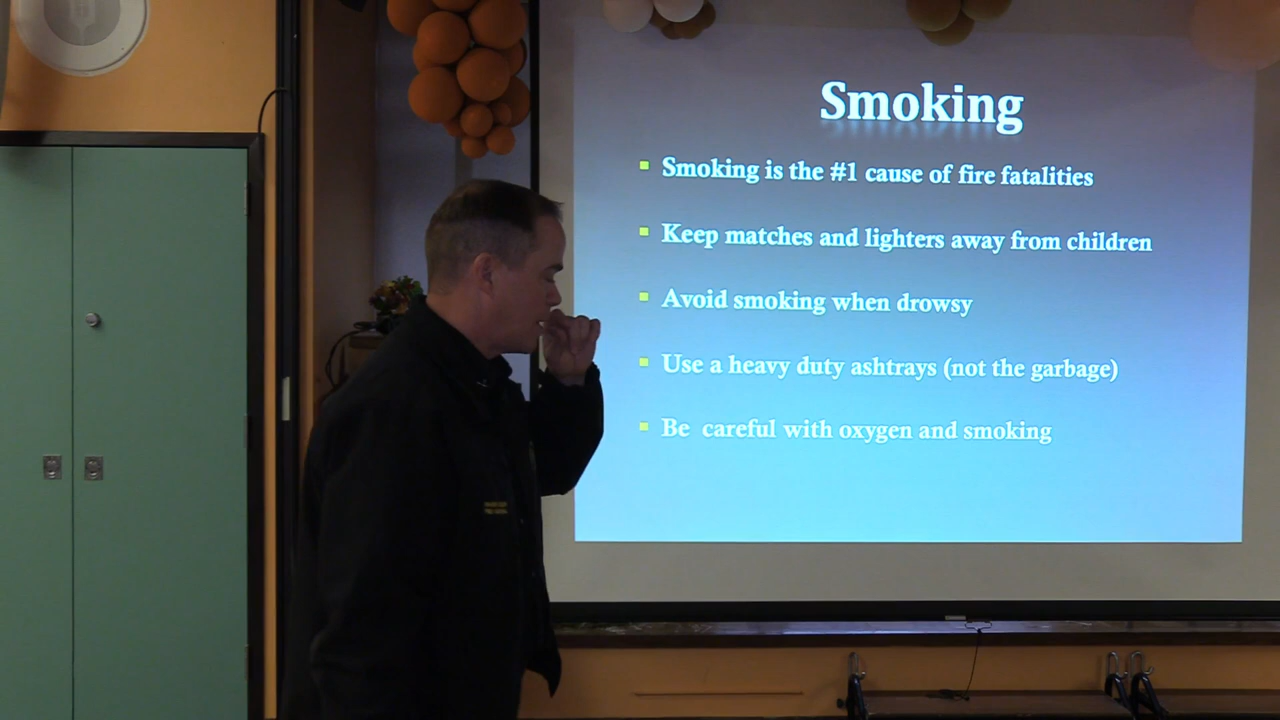 Smoking
Smoking is the #1 cause of fire fatalities
Keep matches and lighters away from children
Avoid smoking when drowsy
Use a heavy duty ashtrays (not the garbage)
Be careful with oxygen and smoking